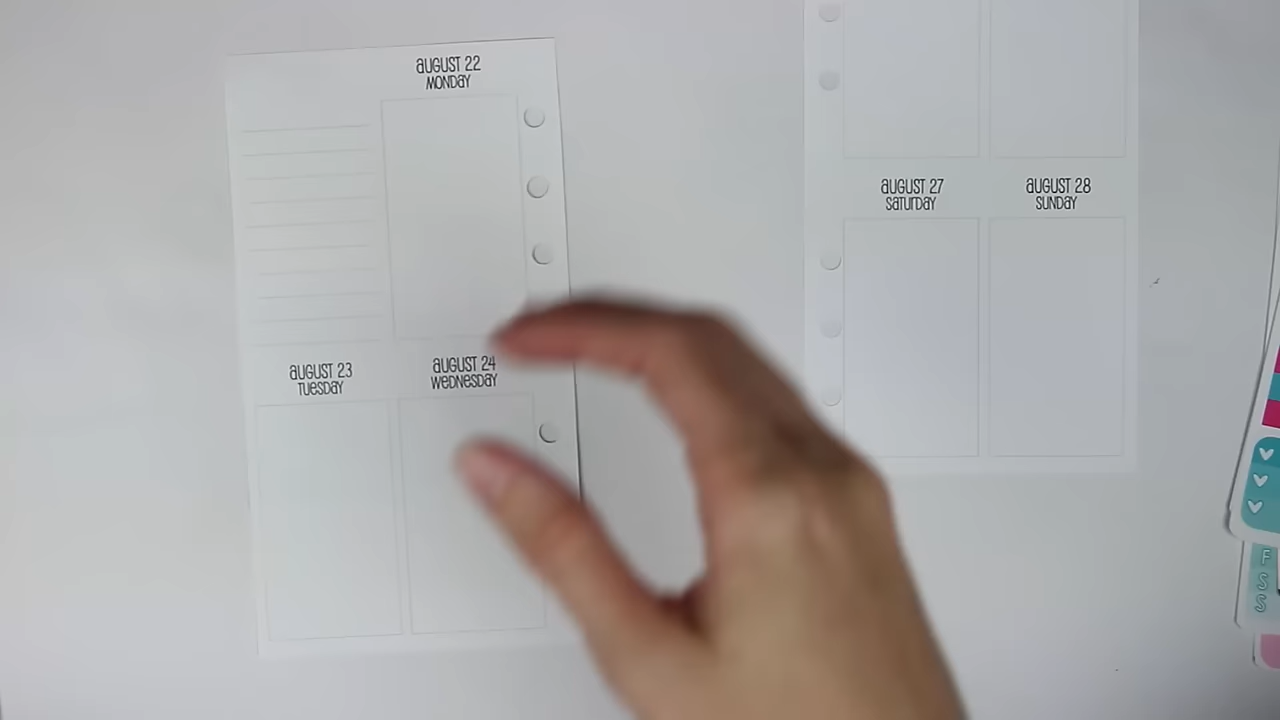 AUGUST 22
MONDAY
AUGUST 23
TUESDAY
AUGUST 24
WEDNESDAY
AUGUST 27
SATURDAY
AUGUST 28
SUNDAY
F
S
S